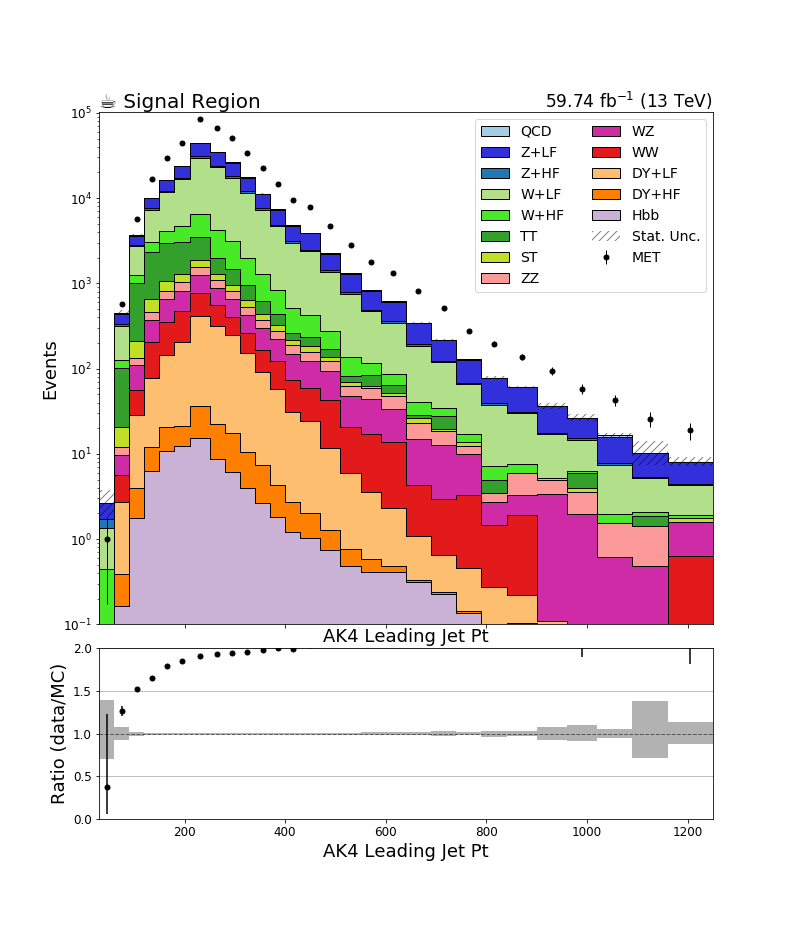 ☕ Signal Region
59.74 fb⁻¹ (13 TeV)
QCD
Z+LF
Z+HF
W+LF
W+HF
TT
ST
ZZ
WZ
WW
DY+LF
DY+HF
Hbb
Stat. Unc.
MET
Events
10⁵
10⁴
10³
10²
10¹
10⁰
10⁻¹
AK4 Leading Jet Pt
Ratio (data/MC)
2.0
1.5
1.0
0.5
0.0
200 400 600 800 1000 1200
AK4 Leading Jet Pt